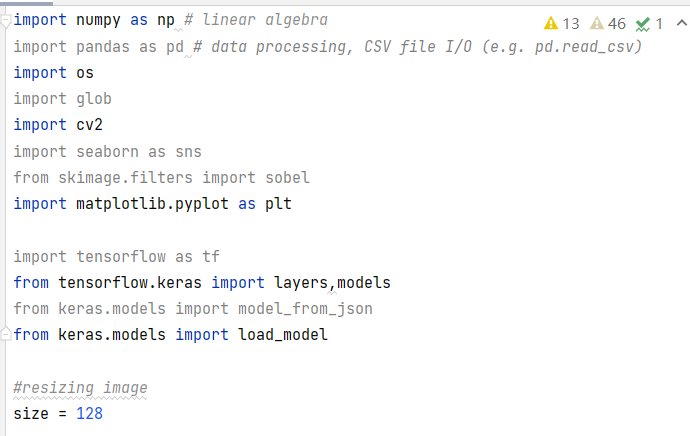 import numpy as np # linear algebra
13 46 1
import pandas as pd # data processing, CSV file I/O (e.g. pd.read_csv)
import os
import glob
import cv2
import seaborn as sns
from skimage.filters import sobel
import matplotlib.pyplot as plt
import tensorflow as tf
from tensorflow.keras import layers,models
from keras.models import model_from_json
from keras.models import load_model
#resizing image
size = 128